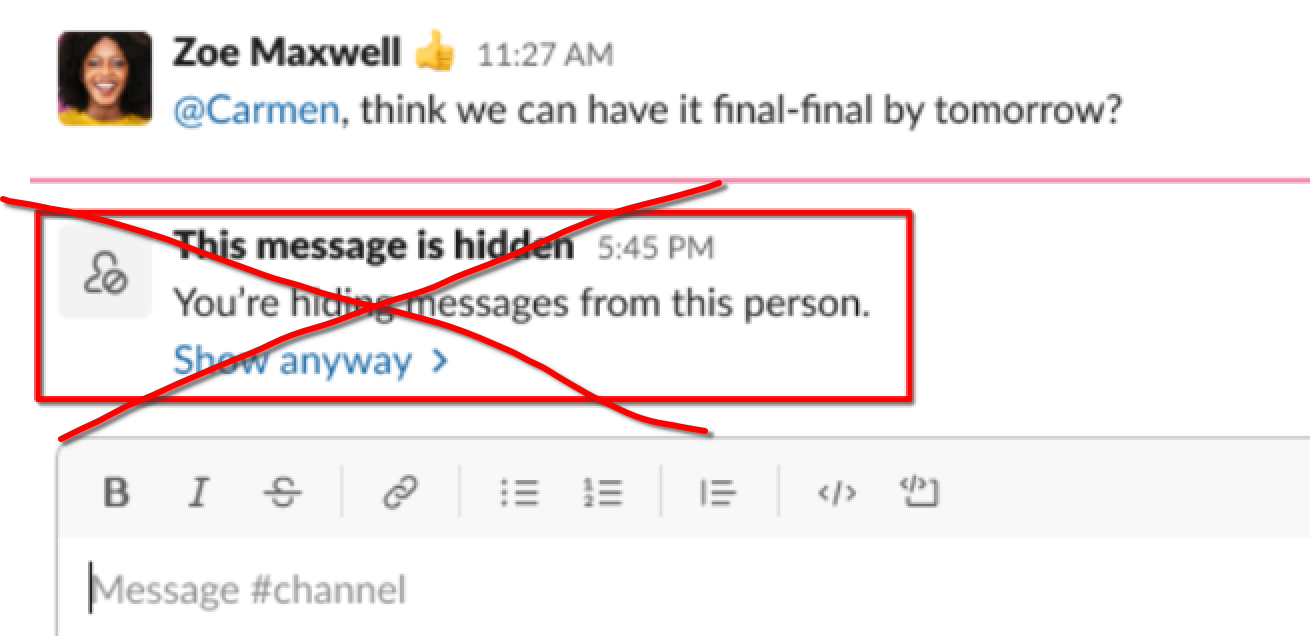 Zoe Maxwell 👍 11:27 AM
@Carmen, think we can have it final-final by tomorrow?
This message is hidden 5:45 PM
You’re hiding messages from this person.
Show anyway >
B I S
Message #channel